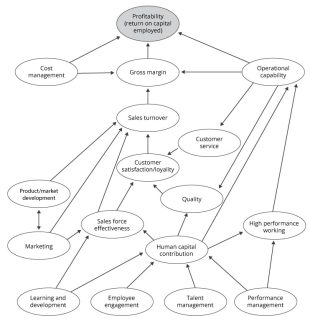 Profitability
(return on capital
employed)
Cost
management
Gross margin
Operational
capability
Sales turnover
Customer
service
Customer
satisfaction/loyalty
Product/market
development
Quality
Sales force
effectiveness
High performance
working
Marketing
Human capital
contribution
Learning and
development
Employee
engagement
Talent
management
Performance
management